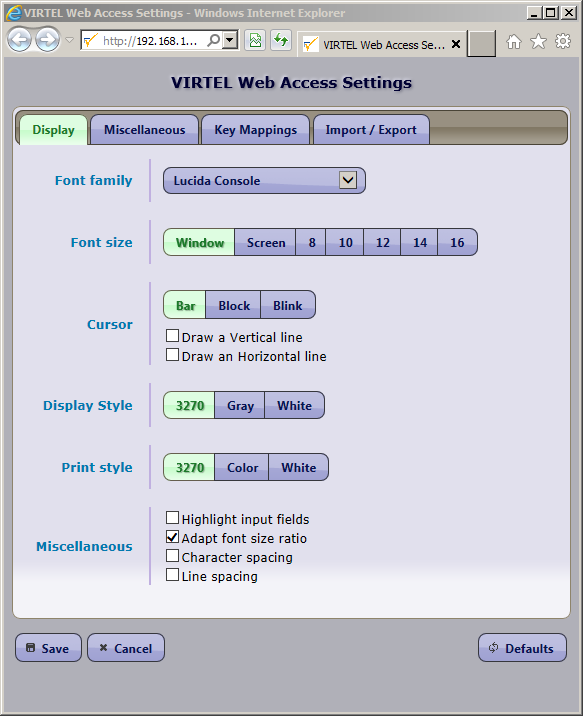 VIRTEL Web Access Settings - Windows Internet Explorer
http://192.168.1...
VIRTEL Web Access Se...
VIRTEL Web Access Settings
Display Miscellaneous Key Mappings Import / Export
Font family Lucida Console
Font size Window Screen 8 10 12 14 16
Cursor Bar Block Blink
Draw a Vertical line
Draw an Horizontal line
Display Style 3270 Gray White
Print style 3270 Color White
Miscellaneous
Highlight input fields
Adapt font size ratio
Character spacing
Line spacing
Save Cancel Defaults